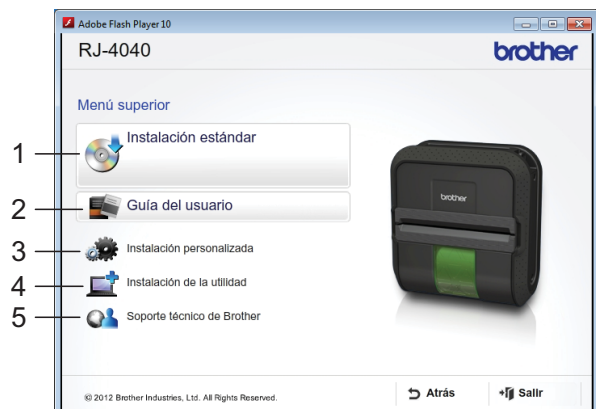 Adobe Flash Player 10
RJ-4040
brother
Menú superior
1
Instalación estándar
2
Guía del usuario
3
Instalación personalizada
4
Instalación de la utilidad
5
Soporte técnico de Brother
brother
© 2012 Brother Industries, Ltd. All Rights Reserved.
Atrás
Salir